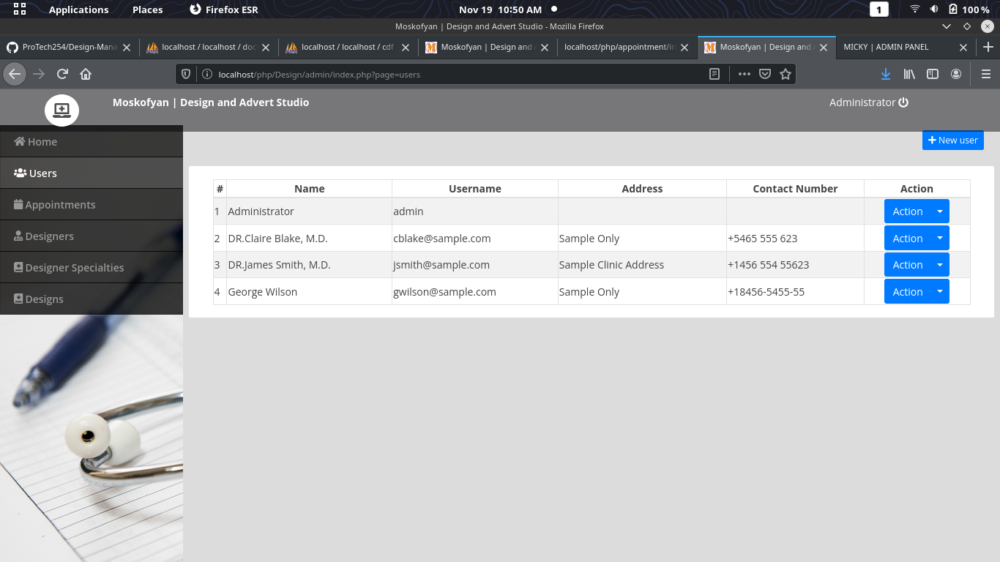 Applications Places Firefox ESR Nov 19 10:50 AM 1 100 %
Moskofyan | Design and Advert Studio - Mozilla Firefox
ProTech254/Design-Mana localhost / localhost / doc localhost / localhost / cdf Moskofyan | Design and localhost/php/appointment/in Moskofyan | Design and MICKY | ADMIN PANEL
localhost/php/Design/admin/index.php?page=users
Moskofyan | Design and Advert Studio Administrator
Home
Users
Appointments
Designers
Designer Specialties
Designs
New user
# Name Username Address Contact Number Action
1 Administrator admin Action
2 DR.Claire Blake, M.D. cblake@sample.com Sample Only +5465 555 623 Action
3 DR.James Smith, M.D. jsmith@sample.com Sample Clinic Address +1456 554 55623 Action
4 George Wilson gwilson@sample.com Sample Only +18456-5455-55 Action